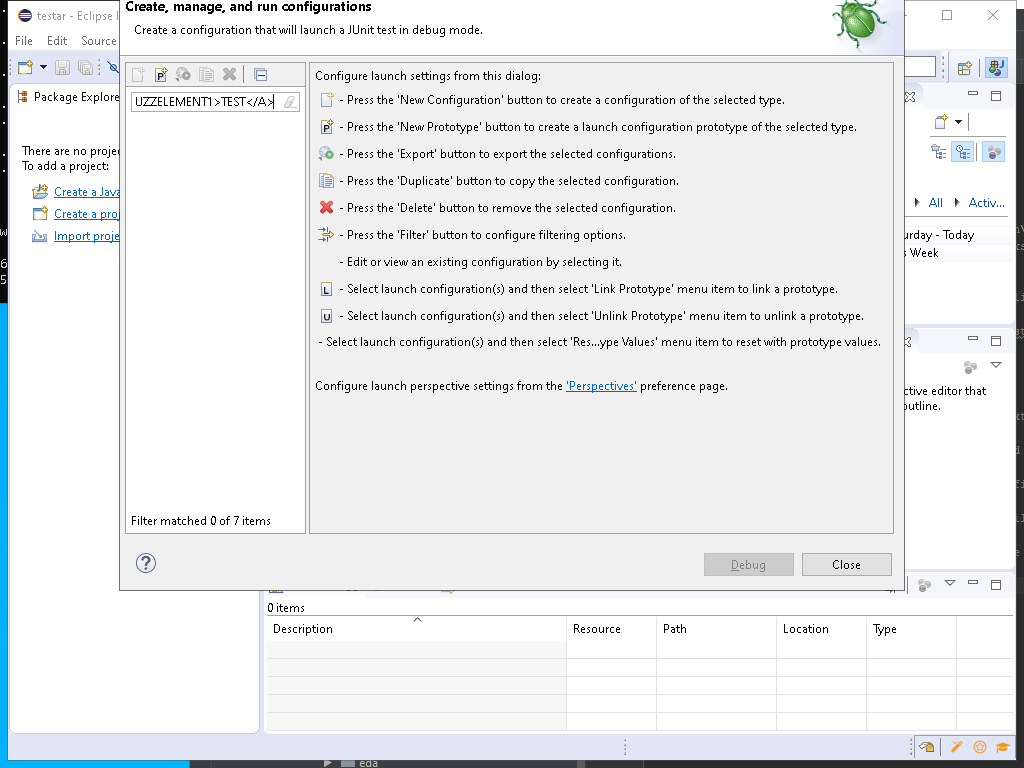 Create, manage, and run configurations
testar - Eclipse I
Create a configuration that will launch a JUnit test in debug mode.
File Edit Source
Package Explore
UZZELEMENT1>TEST</A>
Configure launch settings from this dialog:
- Press the 'New Configuration' button to create a configuration of the selected type.
- Press the 'New Prototype' button to create a launch configuration prototype of the selected type.
- Press the 'Export' button to export the selected configurations.
- Press the 'Duplicate' button to copy the selected configuration.
- Press the 'Delete' button to remove the selected configuration.
- Press the 'Filter' button to configure filtering options.
- Edit or view an existing configuration by selecting it.
L - Select launch configuration(s) and then select 'Link Prototype' menu item to link a prototype.
U - Select launch configuration(s) and then select 'Unlink Prototype' menu item to unlink a prototype.
- Select launch configuration(s) and then select 'Res...ype Values' menu item to reset with prototype values.
Configure launch perspective settings from the 'Perspectives' preference page.
There are no projec
To add a project:
Create a Java
Create a proj
Import proje
All Activ...
urday - Today
s Week
ctive editor that
outline.
Filter matched 0 of 7 items
Debug Close
0 items
Description Resource Path Location Type
eda